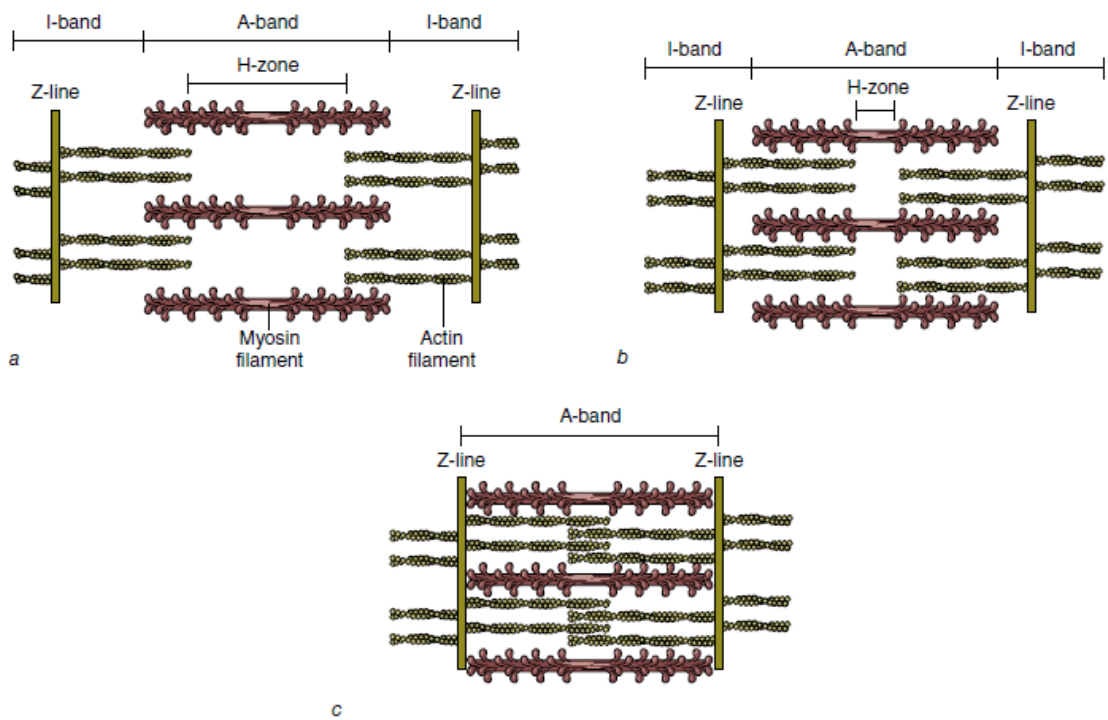 I-band A-band I-band
H-zone
Z-line Z-line
Myosin
filament
Actin
filament
a
I-band A-band I-band
H-zone
Z-line Z-line
b
A-band
Z-line Z-line
c